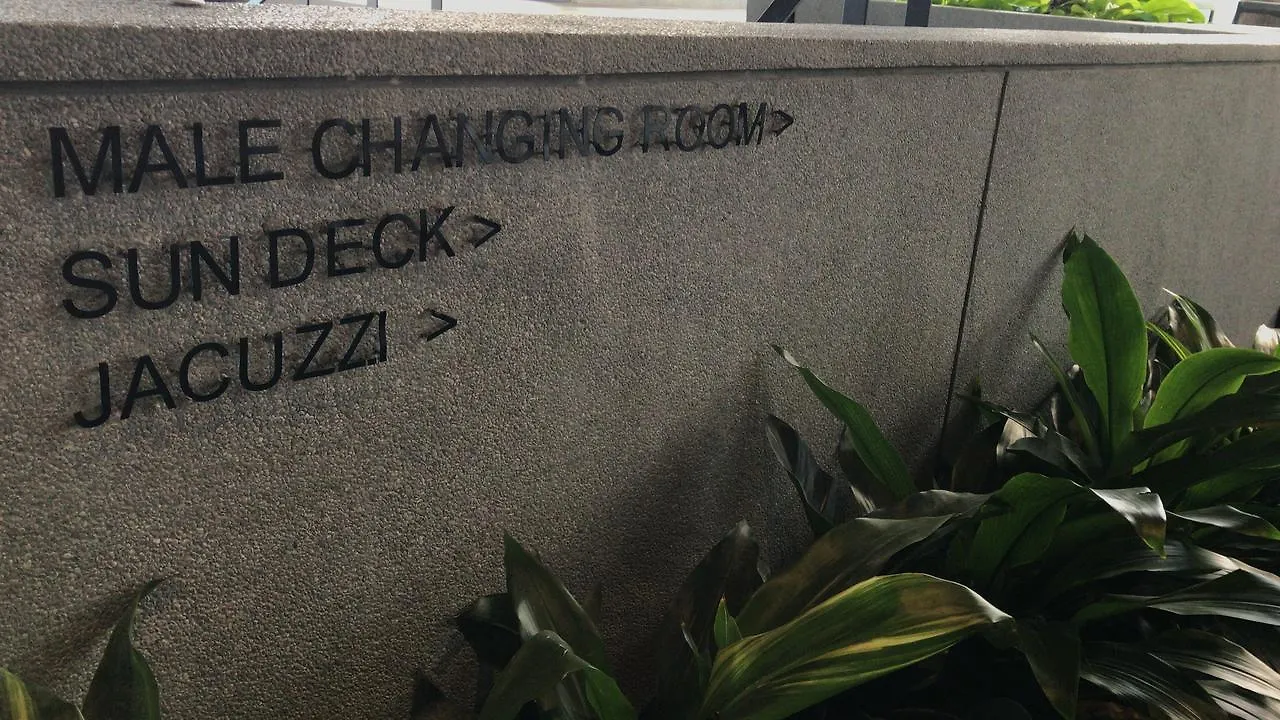 MALE CHANGING ROOM >
SUN DECK >
JACUZZI >